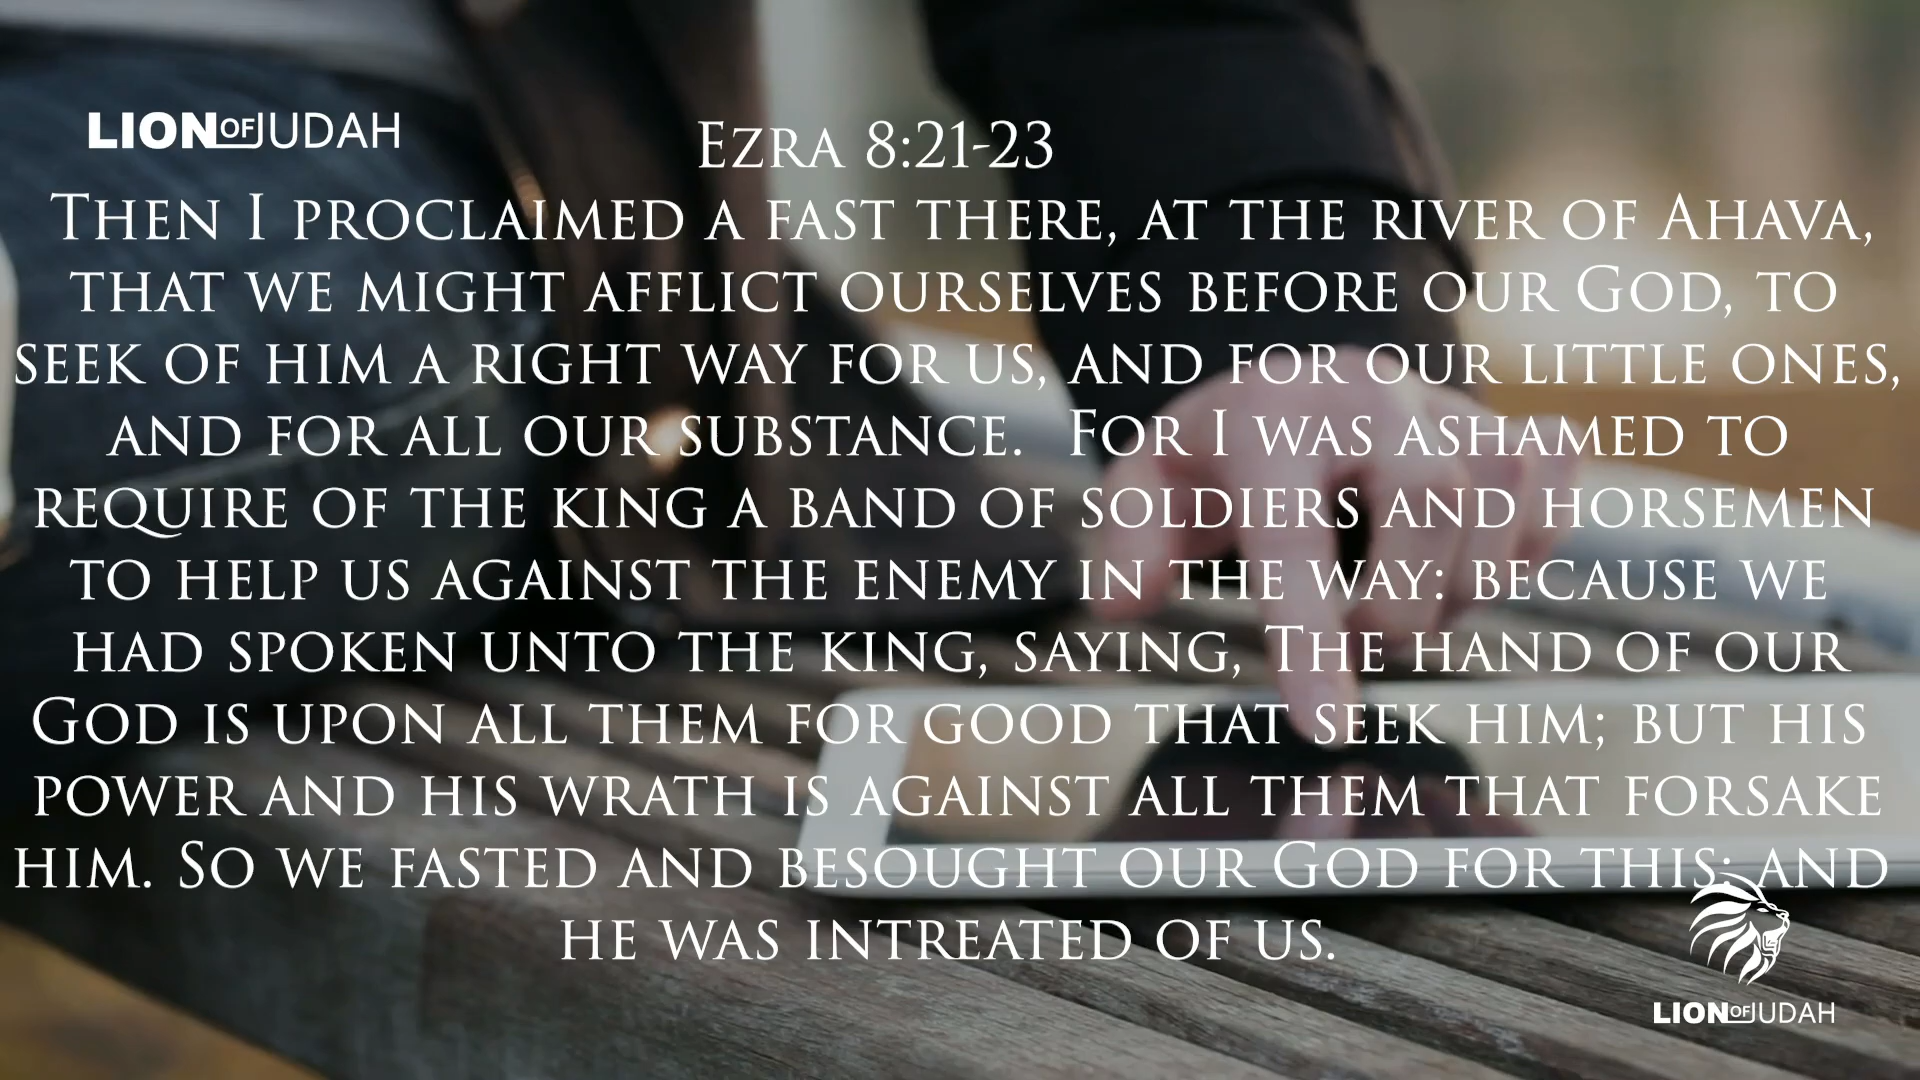 LION OF JUDAH
Ezra 8:21-23
Then I proclaimed a fast there, at the river of Ahava,
that we might afflict ourselves before our God, to
seek of him a right way for us, and for our little ones,
and for all our substance.  For I was ashamed to
require of the king a band of soldiers and horsemen
to help us against the enemy in the way: because we
had spoken unto the king, saying, The hand of our
God is upon all them for good that seek him; but his
power and his wrath is against all them that forsake
him. So we fasted and besought our God for this: and
he was intreated of us.
LION OF JUDAH